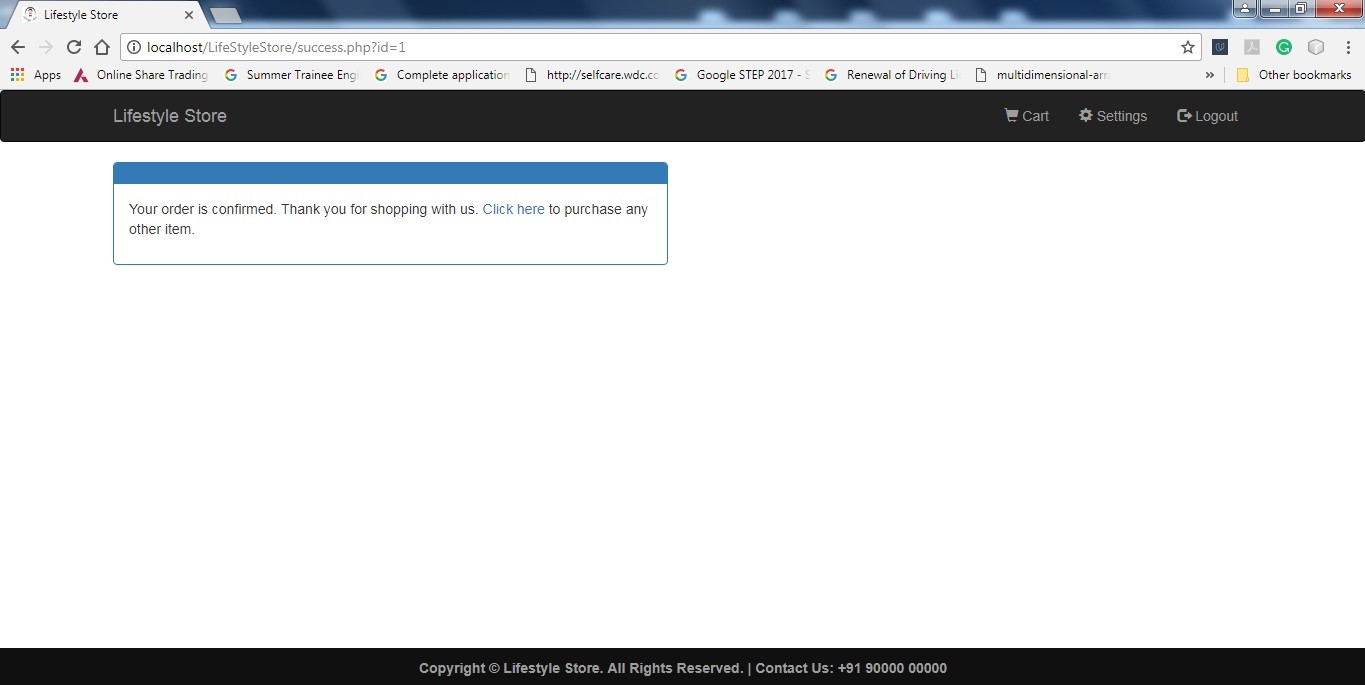 Lifestyle Store
localhost/LifeStyleStore/success.php?id=1
Apps Online Share Trading Summer Trainee Eng Complete application http://selfcare.wdc.co Google STEP 2017 - Renewal of Driving Li multidimensional-arra » Other bookmarks
Lifestyle Store Cart Settings Logout
Your order is confirmed. Thank you for shopping with us. Click here to purchase any
other item.
Copyright © Lifestyle Store. All Rights Reserved. | Contact Us: +91 90000 00000